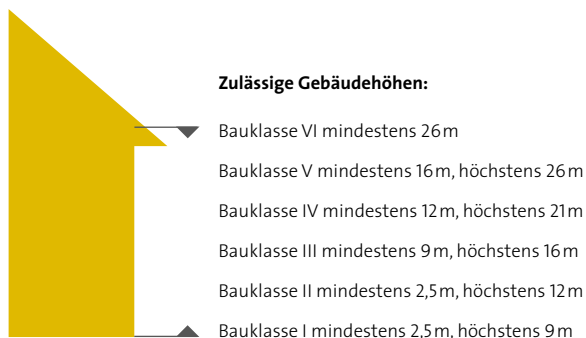 Zulässige Gebäudehöhen:
Bauklasse VI mindestens 26 m
Bauklasse V mindestens 16 m, höchstens 26 m
Bauklasse IV mindestens 12 m, höchstens 21 m
Bauklasse III mindestens 9 m, höchstens 16 m
Bauklasse II mindestens 2,5 m, höchstens 12 m
Bauklasse I mindestens 2,5 m, höchstens 9 m